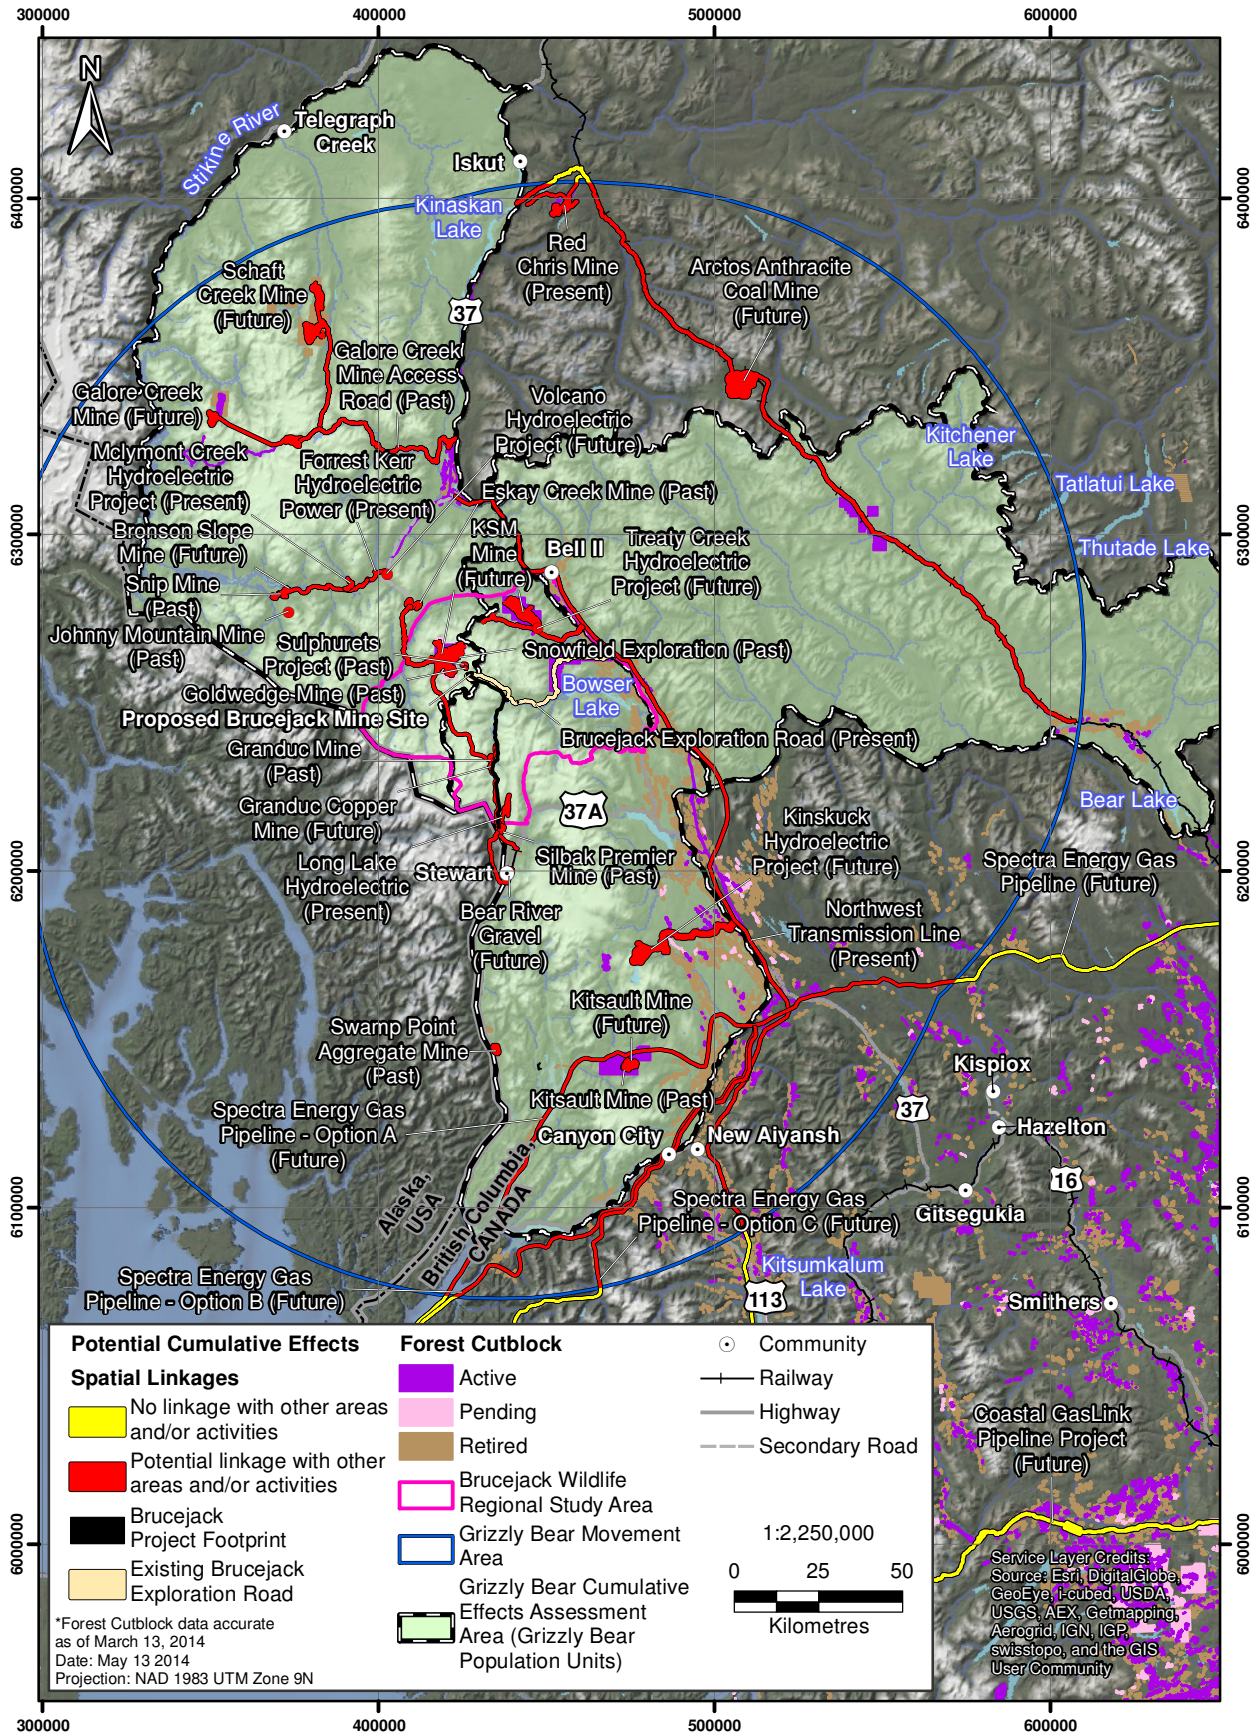 300000
400000
500000
600000
N
Stikine River
Telegraph
Creek
Iskut
6400000
6400000
Kinaskan
Lake
Red
Chris Mine
(Present)
Arctos Anthracite
Coal Mine
(Future)
Schaft
Creek Mine
(Future)
37
Galore Creek
Mine Access
Road (Past)
Galore Creek
Mine (Future)
Volcano
Hydroelectric
Project (Future)
Kitchener
Lake
Mclymont Creek
Hydroelectric
Project (Present)
Forrest Kerr
Hydroelectric
Power (Present)
Eskay Creek Mine (Past)
Tatlatui Lake
6300000
6300000
Bronson Slope
Mine (Future)
KSM
Mine
(Future)
Bell II
Treaty Creek
Hydroelectric
Project (Future)
Thutade Lake
Snip Mine
(Past)
Johnny Mountain Mine
(Past)
Sulphurets
Project (Past)
Snowfield Exploration (Past)
Goldwedge Mine (Past)
Bowser
Lake
Proposed Brucejack Mine Site
Brucejack Exploration Road (Present)
Granduc Mine
(Past)
Granduc Copper
Mine (Future)
37A
Bear Lake
Kinskuck
Hydroelectric
Project (Future)
Long Lake
Hydroelectric
(Present)
Silbak Premier
Mine (Past)
Stewart
Spectra Energy Gas
Pipeline (Future)
6200000
6200000
Bear River
Gravel
(Future)
Northwest
Transmission Line
(Present)
Kitsault Mine
(Future)
Swamp Point
Aggregate Mine
(Past)
Kispiox
Kitsault Mine (Past)
37
Spectra Energy Gas
Pipeline - Option A
(Future)
Canyon City
New Aiyansh
Hazelton
Alaska,
USA
British Columbia,
CANADA
16
6100000
6100000
Spectra Energy Gas
Pipeline - Option C (Future)
Gitsegukla
Spectra Energy Gas
Pipeline - Option B (Future)
Kitsumkalum
Lake
113
Smithers
Potential Cumulative Effects
Spatial Linkages
No linkage with other areas
and/or activities
Potential linkage with other
areas and/or activities
Brucejack
Project Footprint
Existing Brucejack
Exploration Road
*Forest Cutblock data accurate
as of March 13, 2014
Date: May 13 2014
Projection: NAD 1983 UTM Zone 9N
Forest Cutblock
Active
Pending
Retired
Brucejack Wildlife
Regional Study Area
Grizzly Bear Movement
Area
Grizzly Bear Cumulative
Effects Assessment
Area (Grizzly Bear
Population Units)
Community
Railway
Highway
Secondary Road
1:2,250,000
0
25
50
Kilometres
Coastal GasLink
Pipeline Project
(Future)
6000000
6000000
Service Layer Credits:
Source: Esri, DigitalGlobe,
GeoEye, i-cubed, USDA,
USGS, AEX, Getmapping,
Aerogrid, IGN, IGP,
swisstopo, and the GIS
User Community
300000
400000
500000
600000